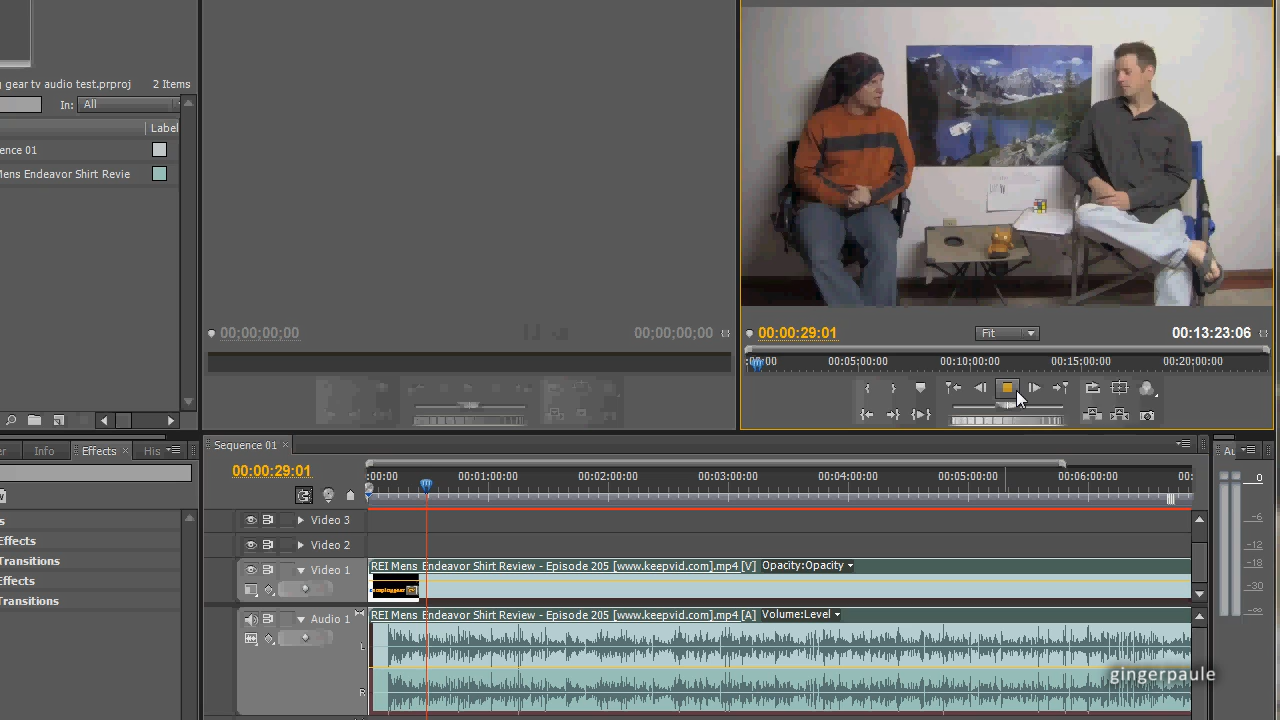 g gear tv audio test.prproj 2 Items
In: All
Label
ence 01
Mens Endeavor Shirt Revie
00;00;00;00 00;00;00;00
00:00:29:01 Fit 00:13:23:06
:00:00 00:05:00:00 00:10:00:00 00:15:00:00 00:20:00:00
er Info Effects × His
Sequence 01 ×
00:00:29:01
:00:00 00:01:00:00 00:02:00:00 00:03:00:00 00:04:00:00 00:05:00:00 00:06:00:00 00:
s
Effects
Transitions
Effects
Transitions
Video 3
Video 2
Video 1 REI Mens Endeavor Shirt Review - Episode 205 [www.keepvid.com].mp4 [V] Opacity:Opacity
Audio 1 REI Mens Endeavor Shirt Review - Episode 205 [www.keepvid.com].mp4 [A] Volume:Level
L
R
0
-6
-12
-18
-30
-∞
gingerpaule